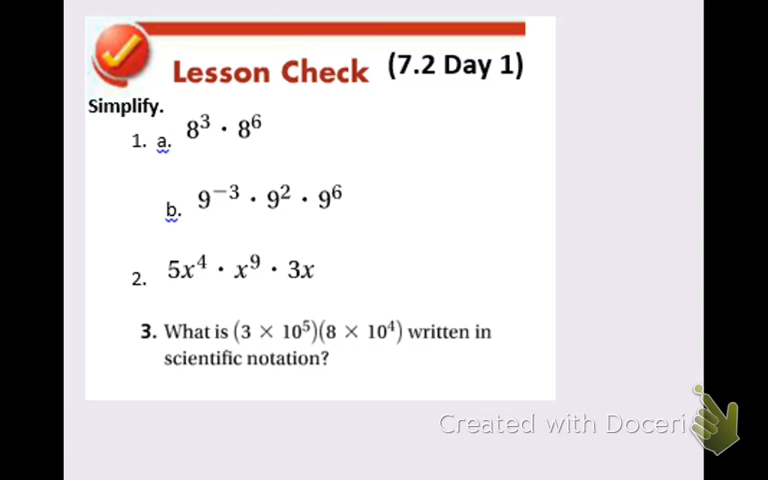 Lesson Check (7.2 Day 1)
Simplify.
1. a. 8³ · 8⁶
b. 9⁻³ · 9² · 9⁶
2. 5x⁴ · x⁹ · 3x
3. What is (3 × 10⁵)(8 × 10⁴) written in
scientific notation?
Created with Doceri